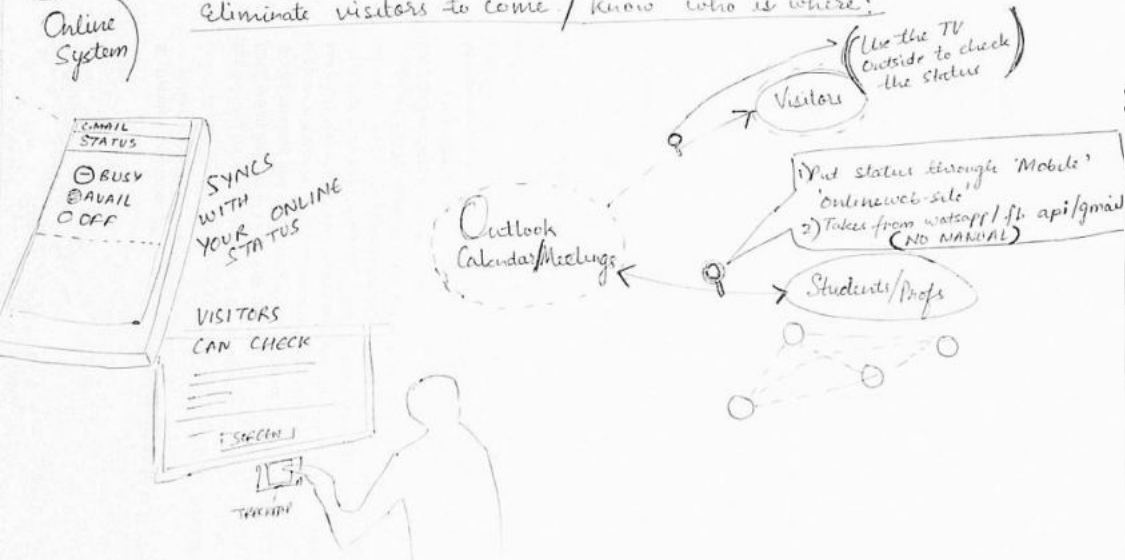 Online
System
Eliminate visitors to come / Know who is where!
(Use the TV
Outside to check
the status)
Visitors
GMAIL
STATUS
BUSY
AVAIL
OFF
SYNCS
WITH
YOUR ONLINE
STATUS
1) Put status through 'Mobile'
'online web-site'
2) Takes from watsapp/fb api/gmail
(NO MANUAL)
Outlook
Calendar/Meetings
Students/Profs
VISITORS
CAN CHECK
SCREEN